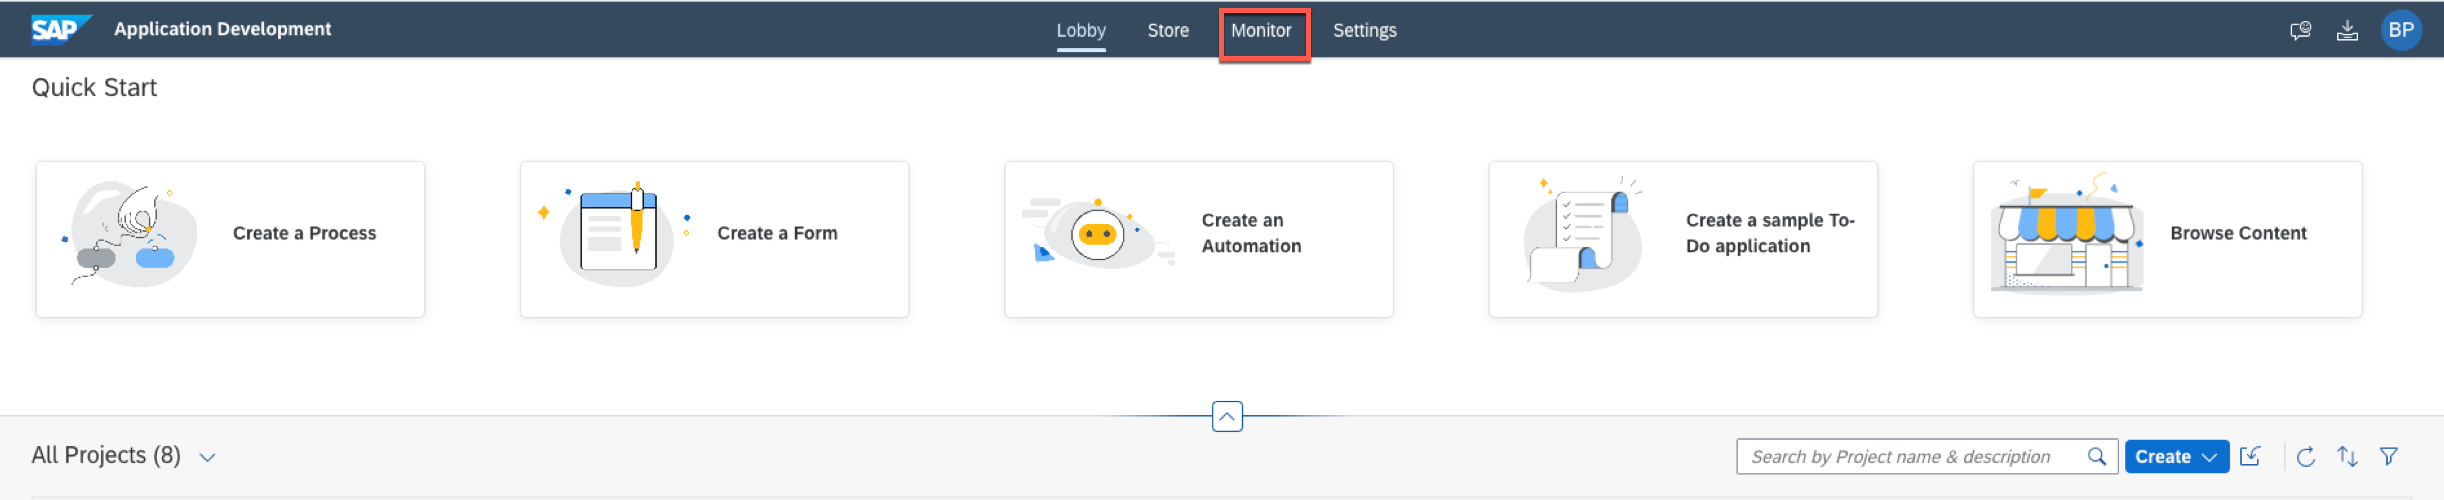 SAP Application Development Lobby Store Monitor Settings BP
Quick Start
Create a Process
Create a Form
Create an
Automation
Create a sample To-
Do application
Browse Content
All Projects (8) Search by Project name & description Create